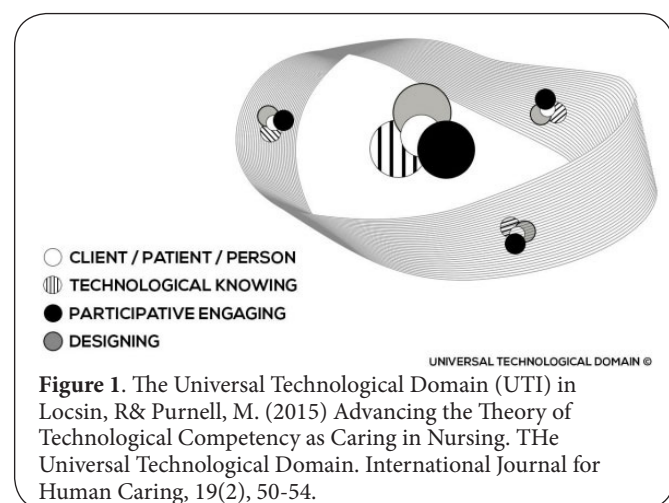 CLIENT / PATIENT / PERSON
TECHNOLOGICAL KNOWING
PARTICIPATIVE ENGAGING
DESIGNING
UNIVERSAL TECHNOLOGICAL DOMAIN ©
Figure 1. The Universal Technological Domain (UTI) in
Locsin, R& Purnell, M. (2015) Advancing the Theory of
Technological Competency as Caring in Nursing. THe
Universal Technological Domain. International Journal for
Human Caring, 19(2), 50-54.